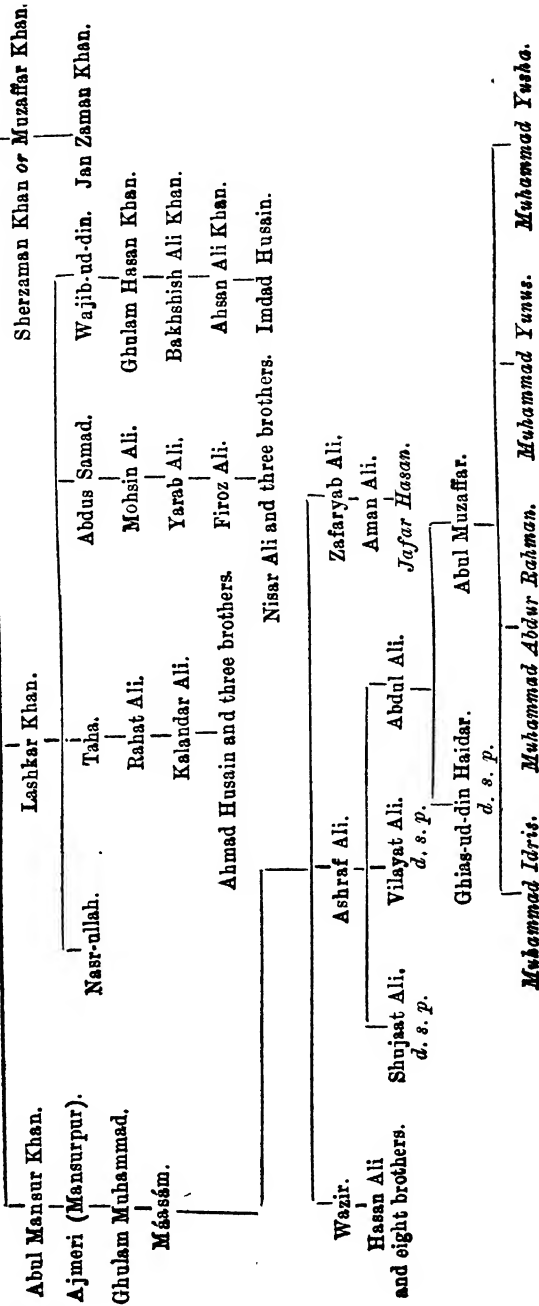 Sherzaman Khan or Muzaffar Khan.
Abul Mansur Khan.
Lashkar Khan.
Jan Zaman Khan.
Ajmeri (Mansurpur).
Nasr-ullah.
Taha.
Abdus Samad.
Wajib-ud-din.
Ghulam Muhammad.
Rahat Ali.
Mohsin Ali.
Ghulam Hasan Khan.
Máasám.
Kalandar Ali.
Yarab Ali.
Bakhshish Ali Khan.
Ahmad Husain and three brothers.
Firoz Ali.
Ahsan Ali Khan.
Nisar Ali and three brothers.
Imdad Husain.
Wazir.
Ashraf Ali.
Zafaryab Ali.
Hasan Ali
and eight brothers.
Aman Ali.
Shujaat Ali.
d. s. p.
Vilayat Ali.
d. s. p.
Abdul Ali.
Jafar Hasan.
Ghias-ud-din Haidar.
d. s. p.
Abul Muzaffar.
Muhammad Idris.
Muhammad Abdur Rahman.
Muhammad Yunus.
Muhammad Yusha.